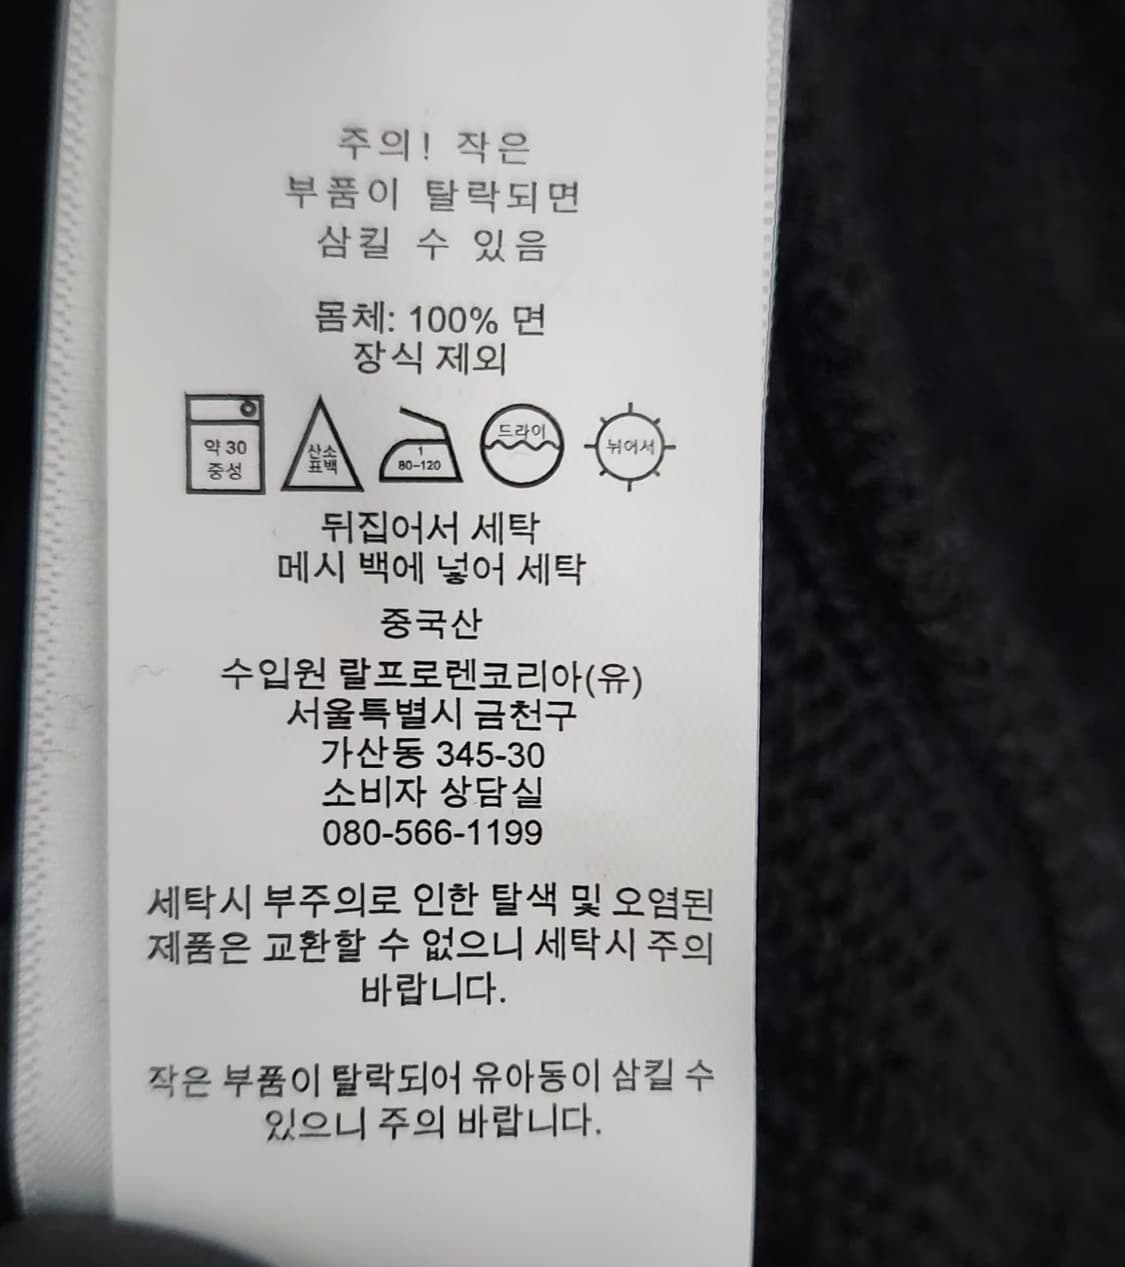 주의! 작은
부품이 탈락되면
삼킬 수 있음
몸체: 100% 면
장식 제외
약 30
중성
산소
표백
1
80-120
드라이
뉘어서
뒤집어서 세탁
메시 백에 넣어 세탁
중국산
수입원 랄프로렌코리아(유)
서울특별시 금천구
가산동 345-30
소비자 상담실
080-566-1199
세탁시 부주의로 인한 탈색 및 오염된
제품은 교환할 수 없으니 세탁시 주의
바랍니다.
작은 부품이 탈락되어 유아동이 삼킬 수
있으니 주의 바랍니다.